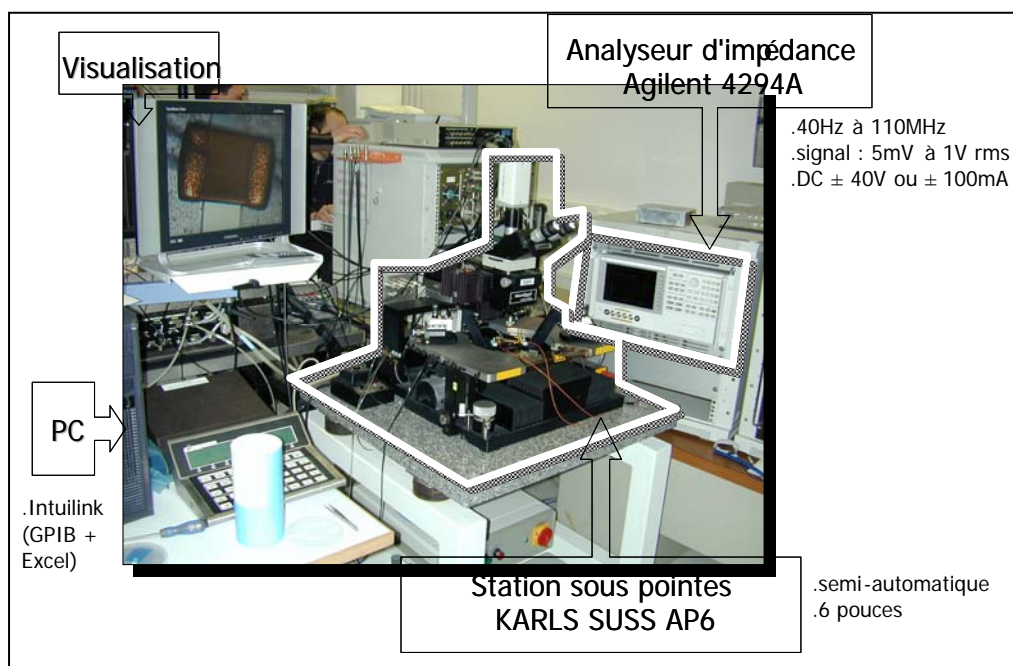 Visualisation
Analyseur d'impédance
Agilent 4294A
.40Hz à 110MHz
.signal : 5mV à 1V rms
.DC ± 40V ou ± 100mA
PC
.Intuilink
(GPIB +
Excel)
Station sous pointes
KARLS SUSS AP6
.semi-automatique
.6 pouces